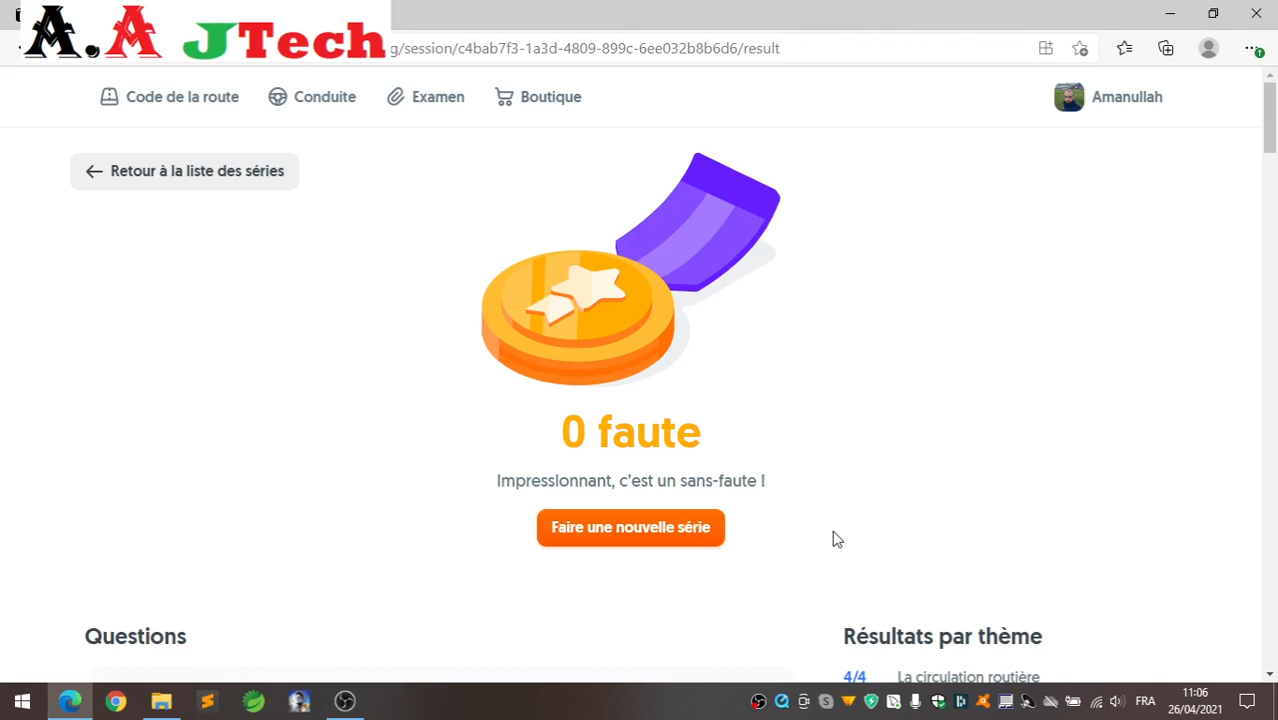 A.A JTech
g/session/c4bab7f3-1a3d-4809-899c-6ee032b8b6d6/result
Code de la route
Conduite
Examen
Boutique
Amanullah
Retour à la liste des séries
0 faute
Impressionnant, c'est un sans-faute !
Faire une nouvelle série
Questions
Résultats par thème
4/4 La circulation routière
FRA
11:06
26/04/2021